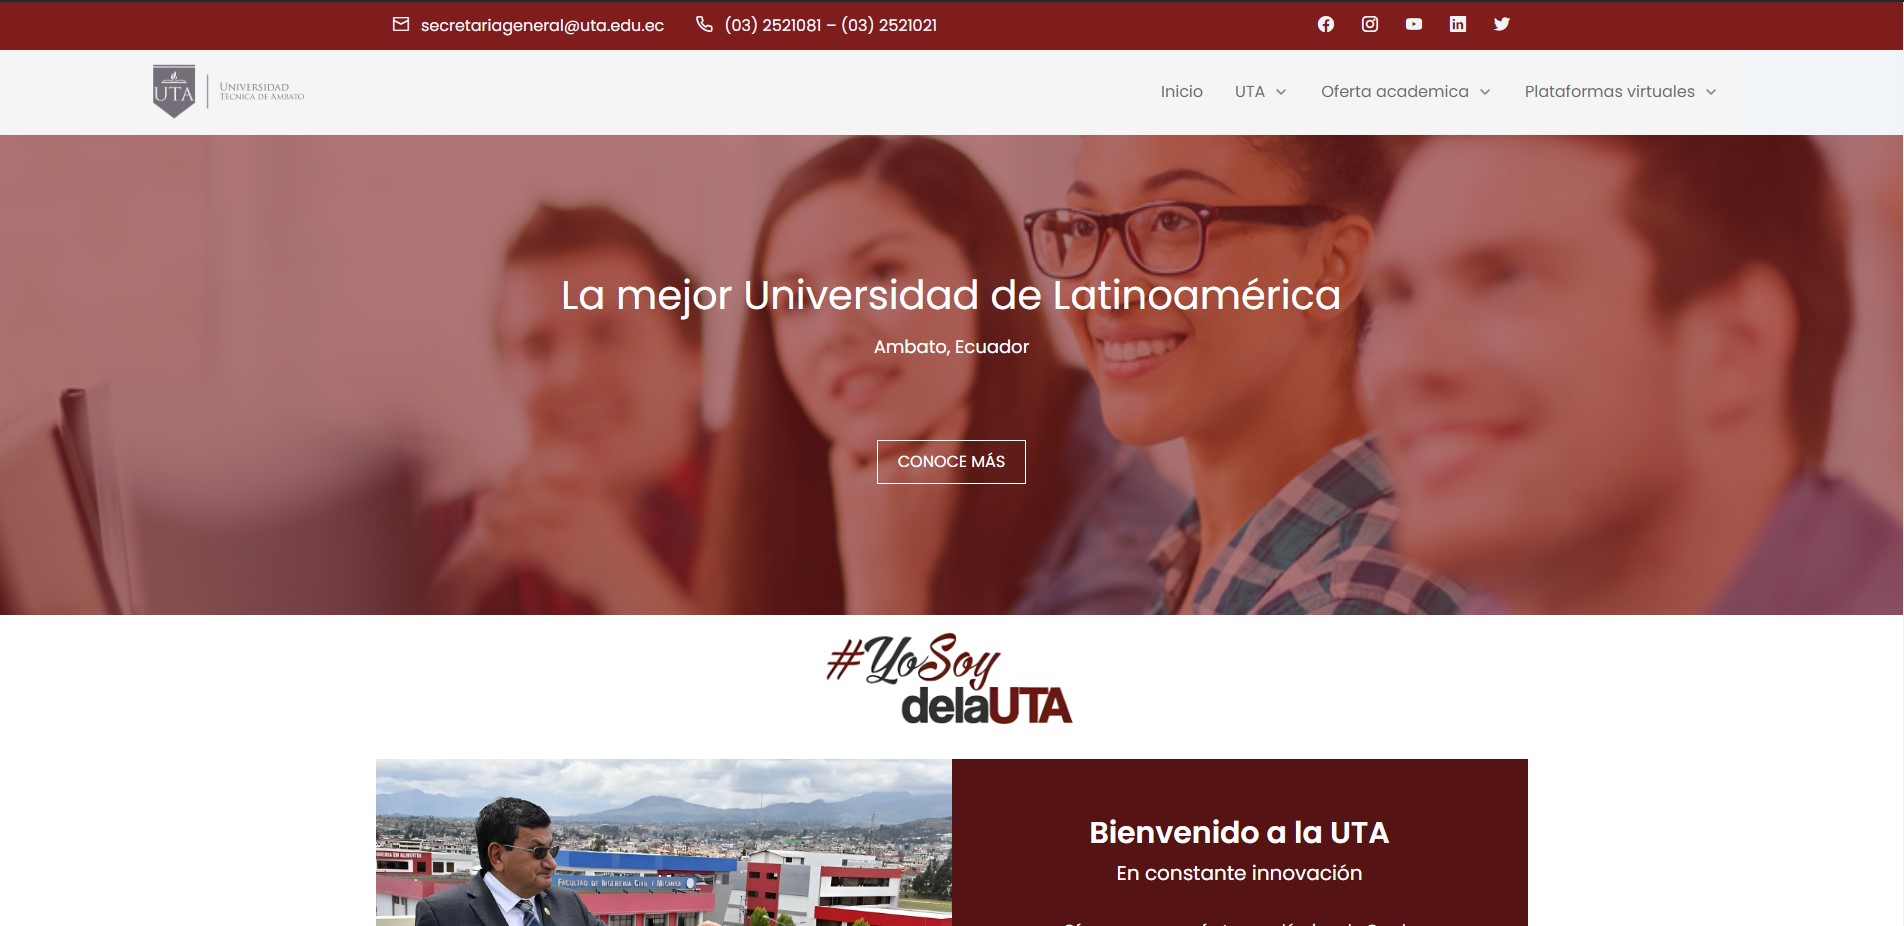 secretariageneral@uta.edu.ec (03) 2521081 – (03) 2521021
UTA
UNIVERSIDAD
TÉCNICA DE AMBATO
Inicio UTA Oferta academica Plataformas virtuales
La mejor Universidad de Latinoamérica
Ambato, Ecuador
CONOCE MÁS
#YoSoy
delaUTA
FACULTAD DE INGENIERÍA CIVIL Y MECÁNICA
Bienvenido a la UTA
En constante innovación